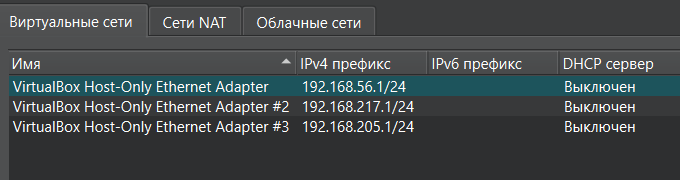 Виртуальные сети Сети NAT Облачные сети
Имя IPv4 префикс IPv6 префикс DHCP сервер
VirtualBox Host-Only Ethernet Adapter 192.168.56.1/24 Выключен
VirtualBox Host-Only Ethernet Adapter #2 192.168.217.1/24 Выключен
VirtualBox Host-Only Ethernet Adapter #3 192.168.205.1/24 Выключен